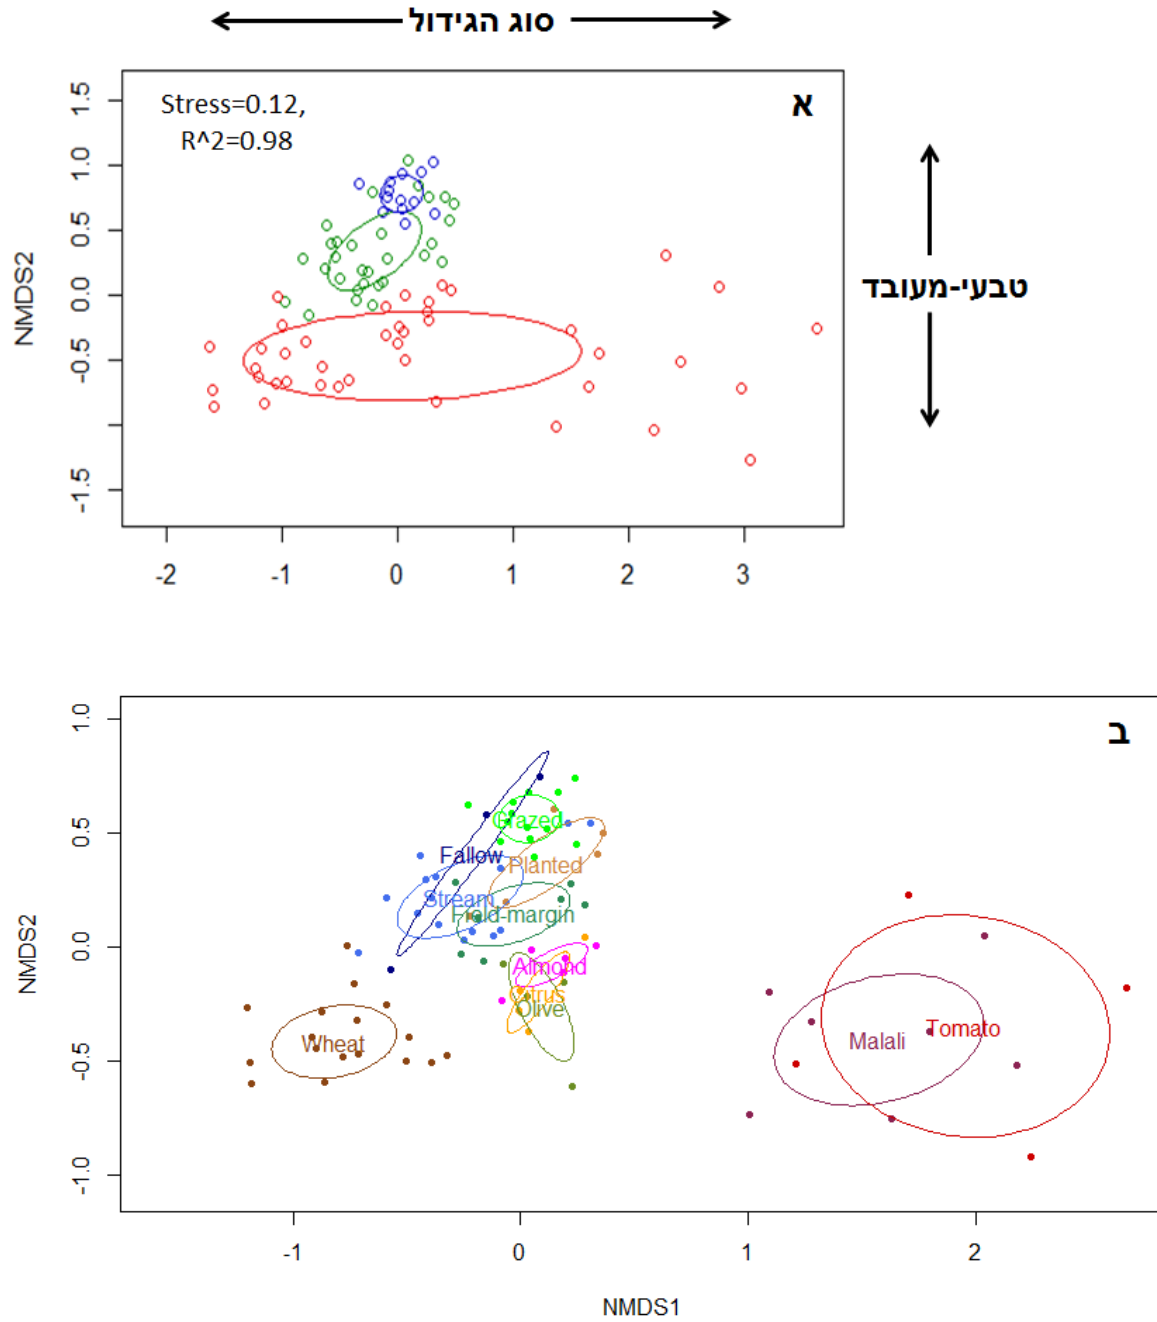 סוג הגידול
א
Stress=0.12,
R^2=0.98
1.5
1.0
0.5
0.0
-0.5
-1.5
NMDS2
טבעי-מעובד
-2 -1 0 1 2 3
ב
1.0
0.5
0.0
-0.5
-1.0
NMDS2
Grazed
Fallow
Planted
Stream
Field-margin
Almond
Citrus
Olive
Wheat
Tomato
Malali
-1 0 1 2
NMDS1